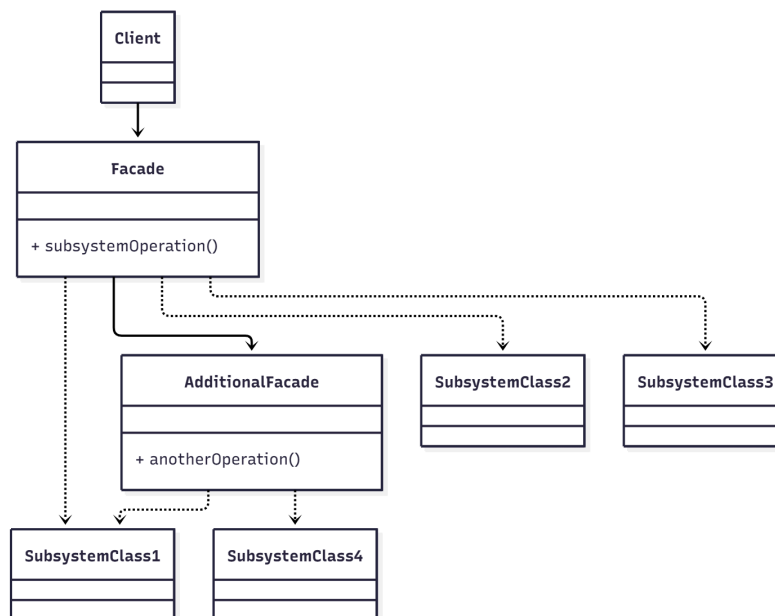 Client
Facade
+ subsystemOperation()
AdditionalFacade
SubsystemClass2
SubsystemClass3
+ anotherOperation()
SubsystemClass1
SubsystemClass4